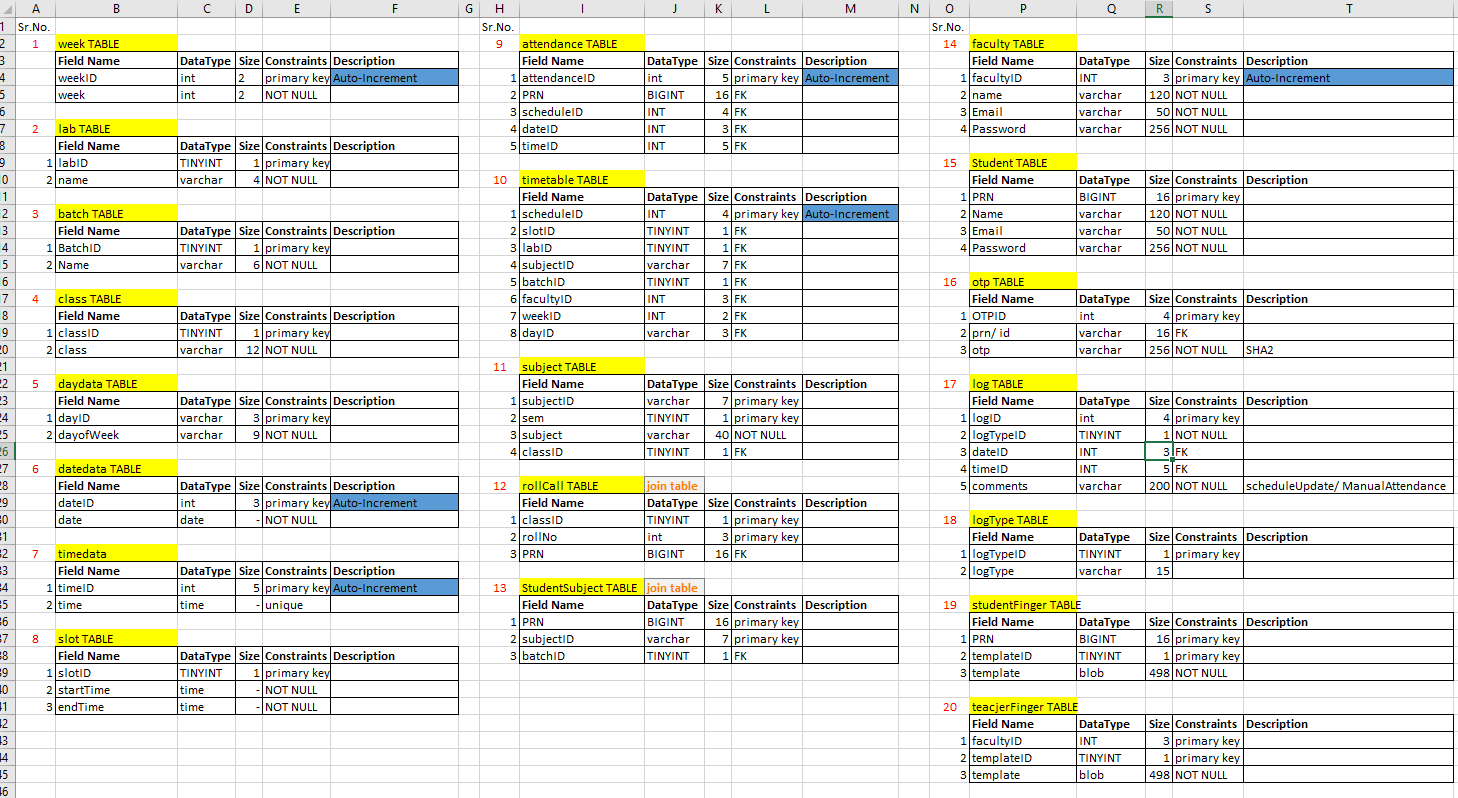 A B C D E F G H I J K L M N O P Q R S T
Sr.No. Sr.No. Sr.No.
1 week TABLE
Field Name DataType Size Constraints Description
weekID int 2 primary key Auto-Increment
week int 2 NOT NULL
2 lab TABLE
Field Name DataType Size Constraints Description
1 labID TINYINT 1 primary key
2 name varchar 4 NOT NULL
3 batch TABLE
Field Name DataType Size Constraints Description
1 BatchID TINYINT 1 primary key
2 Name varchar 6 NOT NULL
4 class TABLE
Field Name DataType Size Constraints Description
1 classID TINYINT 1 primary key
2 class varchar 12 NOT NULL
5 daydata TABLE
Field Name DataType Size Constraints Description
1 dayID varchar 3 primary key
2 dayofWeek varchar 9 NOT NULL
6 datedata TABLE
Field Name DataType Size Constraints Description
dateID int 3 primary key Auto-Increment
date date - NOT NULL
7 timedata
Field Name DataType Size Constraints Description
1 timeID int 5 primary key Auto-Increment
2 time time - unique
8 slot TABLE
Field Name DataType Size Constraints Description
1 slotID TINYINT 1 primary key
2 startTime time - NOT NULL
3 endTime time - NOT NULL
9 attendance TABLE
Field Name DataType Size Constraints Description
1 attendanceID int 5 primary key Auto-Increment
2 PRN BIGINT 16 FK
3 scheduleID INT 4 FK
4 dateID INT 3 FK
5 timeID INT 5 FK
10 timetable TABLE
Field Name DataType Size Constraints Description
1 scheduleID INT 4 primary key Auto-Increment
2 slotID TINYINT 1 FK
3 labID TINYINT 1 FK
4 subjectID varchar 7 FK
5 batchID TINYINT 1 FK
6 facultyID INT 3 FK
7 weekID INT 2 FK
8 dayID varchar 3 FK
11 subject TABLE
Field Name DataType Size Constraints Description
1 subjectID varchar 7 primary key
2 sem TINYINT 1 primary key
3 subject varchar 40 NOT NULL
4 classID TINYINT 1 FK
12 rollCall TABLE join table
Field Name DataType Size Constraints Description
1 classID TINYINT 1 primary key
2 rollNo int 3 primary key
3 PRN BIGINT 16 FK
13 StudentSubject TABLE join table
Field Name DataType Size Constraints Description
1 PRN BIGINT 16 primary key
2 subjectID varchar 7 primary key
3 batchID TINYINT 1 FK
14 faculty TABLE
Field Name DataType Size Constraints Description
1 facultyID INT 3 primary key Auto-Increment
2 name varchar 120 NOT NULL
3 Email varchar 50 NOT NULL
4 Password varchar 256 NOT NULL
15 Student TABLE
Field Name DataType Size Constraints Description
1 PRN BIGINT 16 primary key
2 Name varchar 120 NOT NULL
3 Email varchar 50 NOT NULL
4 Password varchar 256 NOT NULL
16 otp TABLE
Field Name DataType Size Constraints Description
1 OTPID int 4 primary key
2 prn/ id varchar 16 FK
3 otp varchar 256 NOT NULL SHA2
17 log TABLE
Field Name DataType Size Constraints Description
1 logID int 4 primary key
2 logTypeID TINYINT 1 NOT NULL
3 dateID INT 3 FK
4 timeID INT 5 FK
5 comments varchar 200 NOT NULL scheduleUpdate/ ManualAttendance
18 logType TABLE
Field Name DataType Size Constraints Description
1 logTypeID TINYINT 1 primary key
2 logType varchar 15
19 studentFinger TABLE
Field Name DataType Size Constraints Description
1 PRN BIGINT 16 primary key
2 templateID TINYINT 1 primary key
3 template blob 498 NOT NULL
20 teacjerFinger TABLE
Field Name DataType Size Constraints Description
1 facultyID INT 3 primary key
2 templateID TINYINT 1 primary key
3 template blob 498 NOT NULL